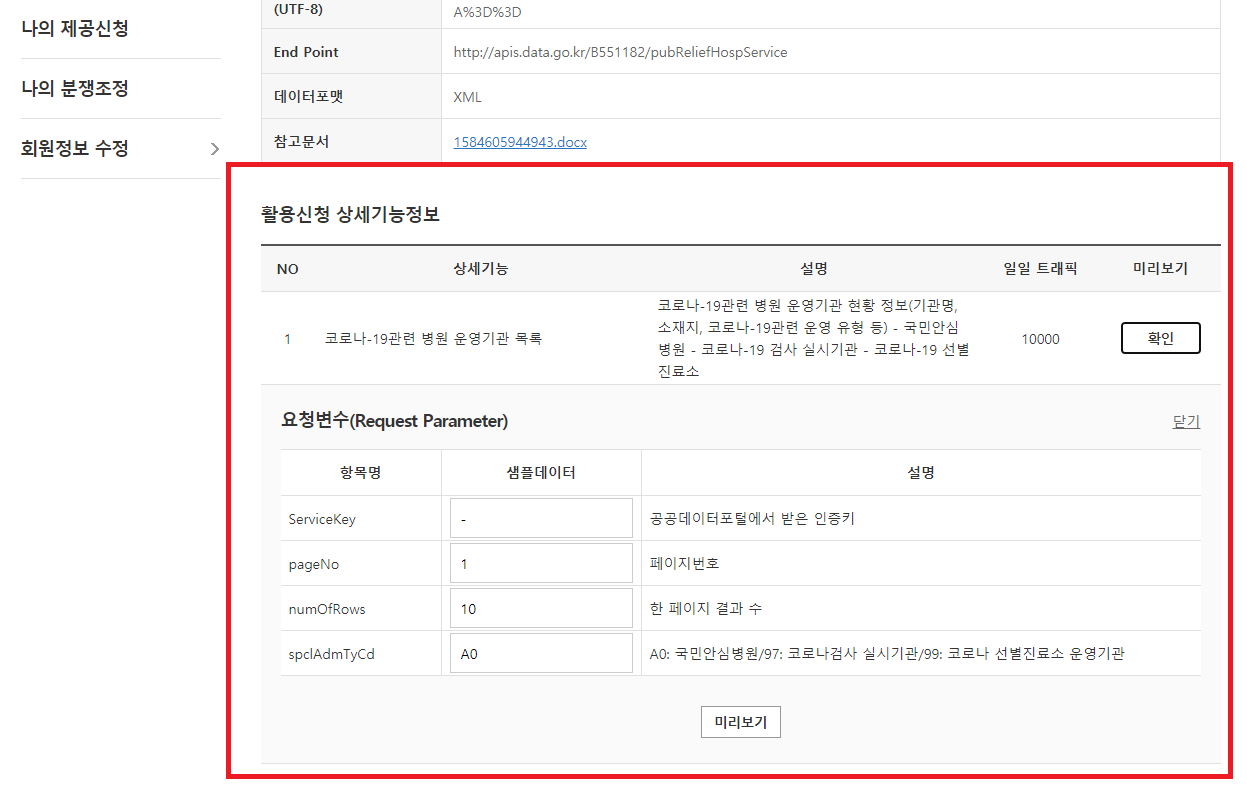 나의 제공신청
나의 분쟁조정
회원정보 수정
(UTF-8)
A%3D%3D
End Point
http://apis.data.go.kr/B551182/pubReliefHospService
데이터포맷
XML
참고문서
1584605944943.docx
활용신청 상세기능정보
NO 상세기능 설명 일일 트래픽 미리보기
1
코로나-19관련 병원 운영기관 목록
코로나-19관련 병원 운영기관 현황 정보(기관명,
소재지, 코로나-19관련 운영 유형 등) - 국민안심
병원 - 코로나-19 검사 실시기관 - 코로나-19 선별
진료소
10000
확인
요청변수(Request Parameter)
닫기
항목명 샘플데이터 설명
ServiceKey - 공공데이터포털에서 받은 인증키
pageNo 1 페이지번호
numOfRows 10 한 페이지 결과 수
spclAdmTyCd A0 A0: 국민안심병원/97: 코로나검사 실시기관/99: 코로나 선별진료소 운영기관
미리보기